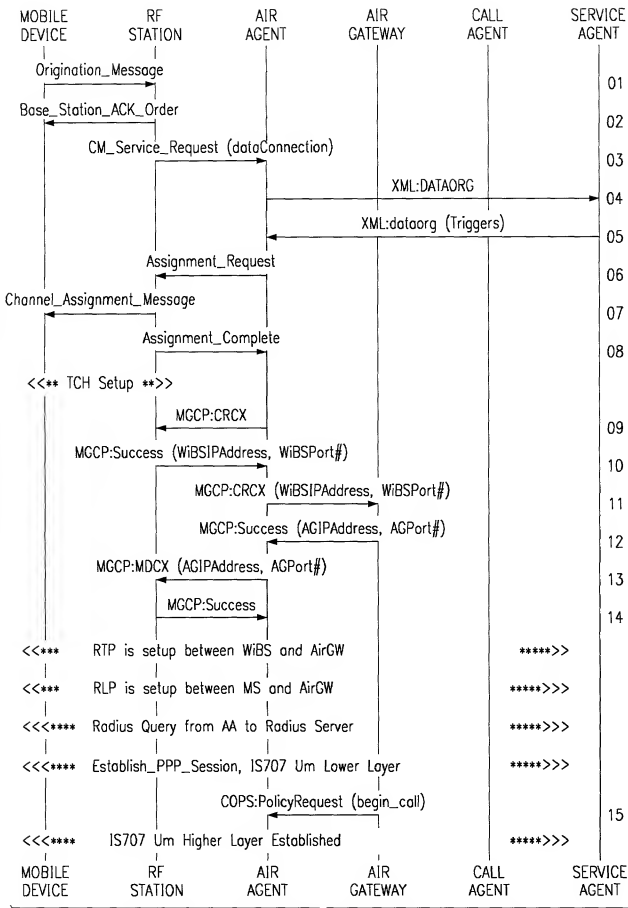 MOBILE DEVICE RF STATION AIR AGENT AIR GATEWAY CALL AGENT SERVICE AGENT
Origination_Message 01
Base_Station_ACK_Order 02
CM_Service_Request (dataConnection) 03
XML:DATAORG 04
XML:dataorg (Triggers) 05
Assignment_Request 06
Channel_Assignment_Message 07
Assignment_Complete 08
<<** TCH Setup **>>
MGCP:CRCX 09
MGCP:Success (WiBSIPAddress, WiBSPort#) 10
MGCP:CRCX (WiBSIPAddress, WiBSPort#) 11
MGCP:Success (AGIPAddress, AGPort#) 12
MGCP:MDCX (AGIPAddress, AGPort#) 13
MGCP:Success 14
<<*** RTP is setup between WiBS and AirGW *****>>
<<*** RLP is setup between MS and AirGW *****>>>
<<<**** Radius Query from AA to Radius Server *****>>>
<<<**** Establish_PPP_Session, IS707 Um Lower Layer *****>>>
COPS:PolicyRequest (begin_call) 15
<<<**** IS707 Um Higher Layer Established *****>>>
MOBILE DEVICE RF STATION AIR AGENT AIR GATEWAY CALL AGENT SERVICE AGENT